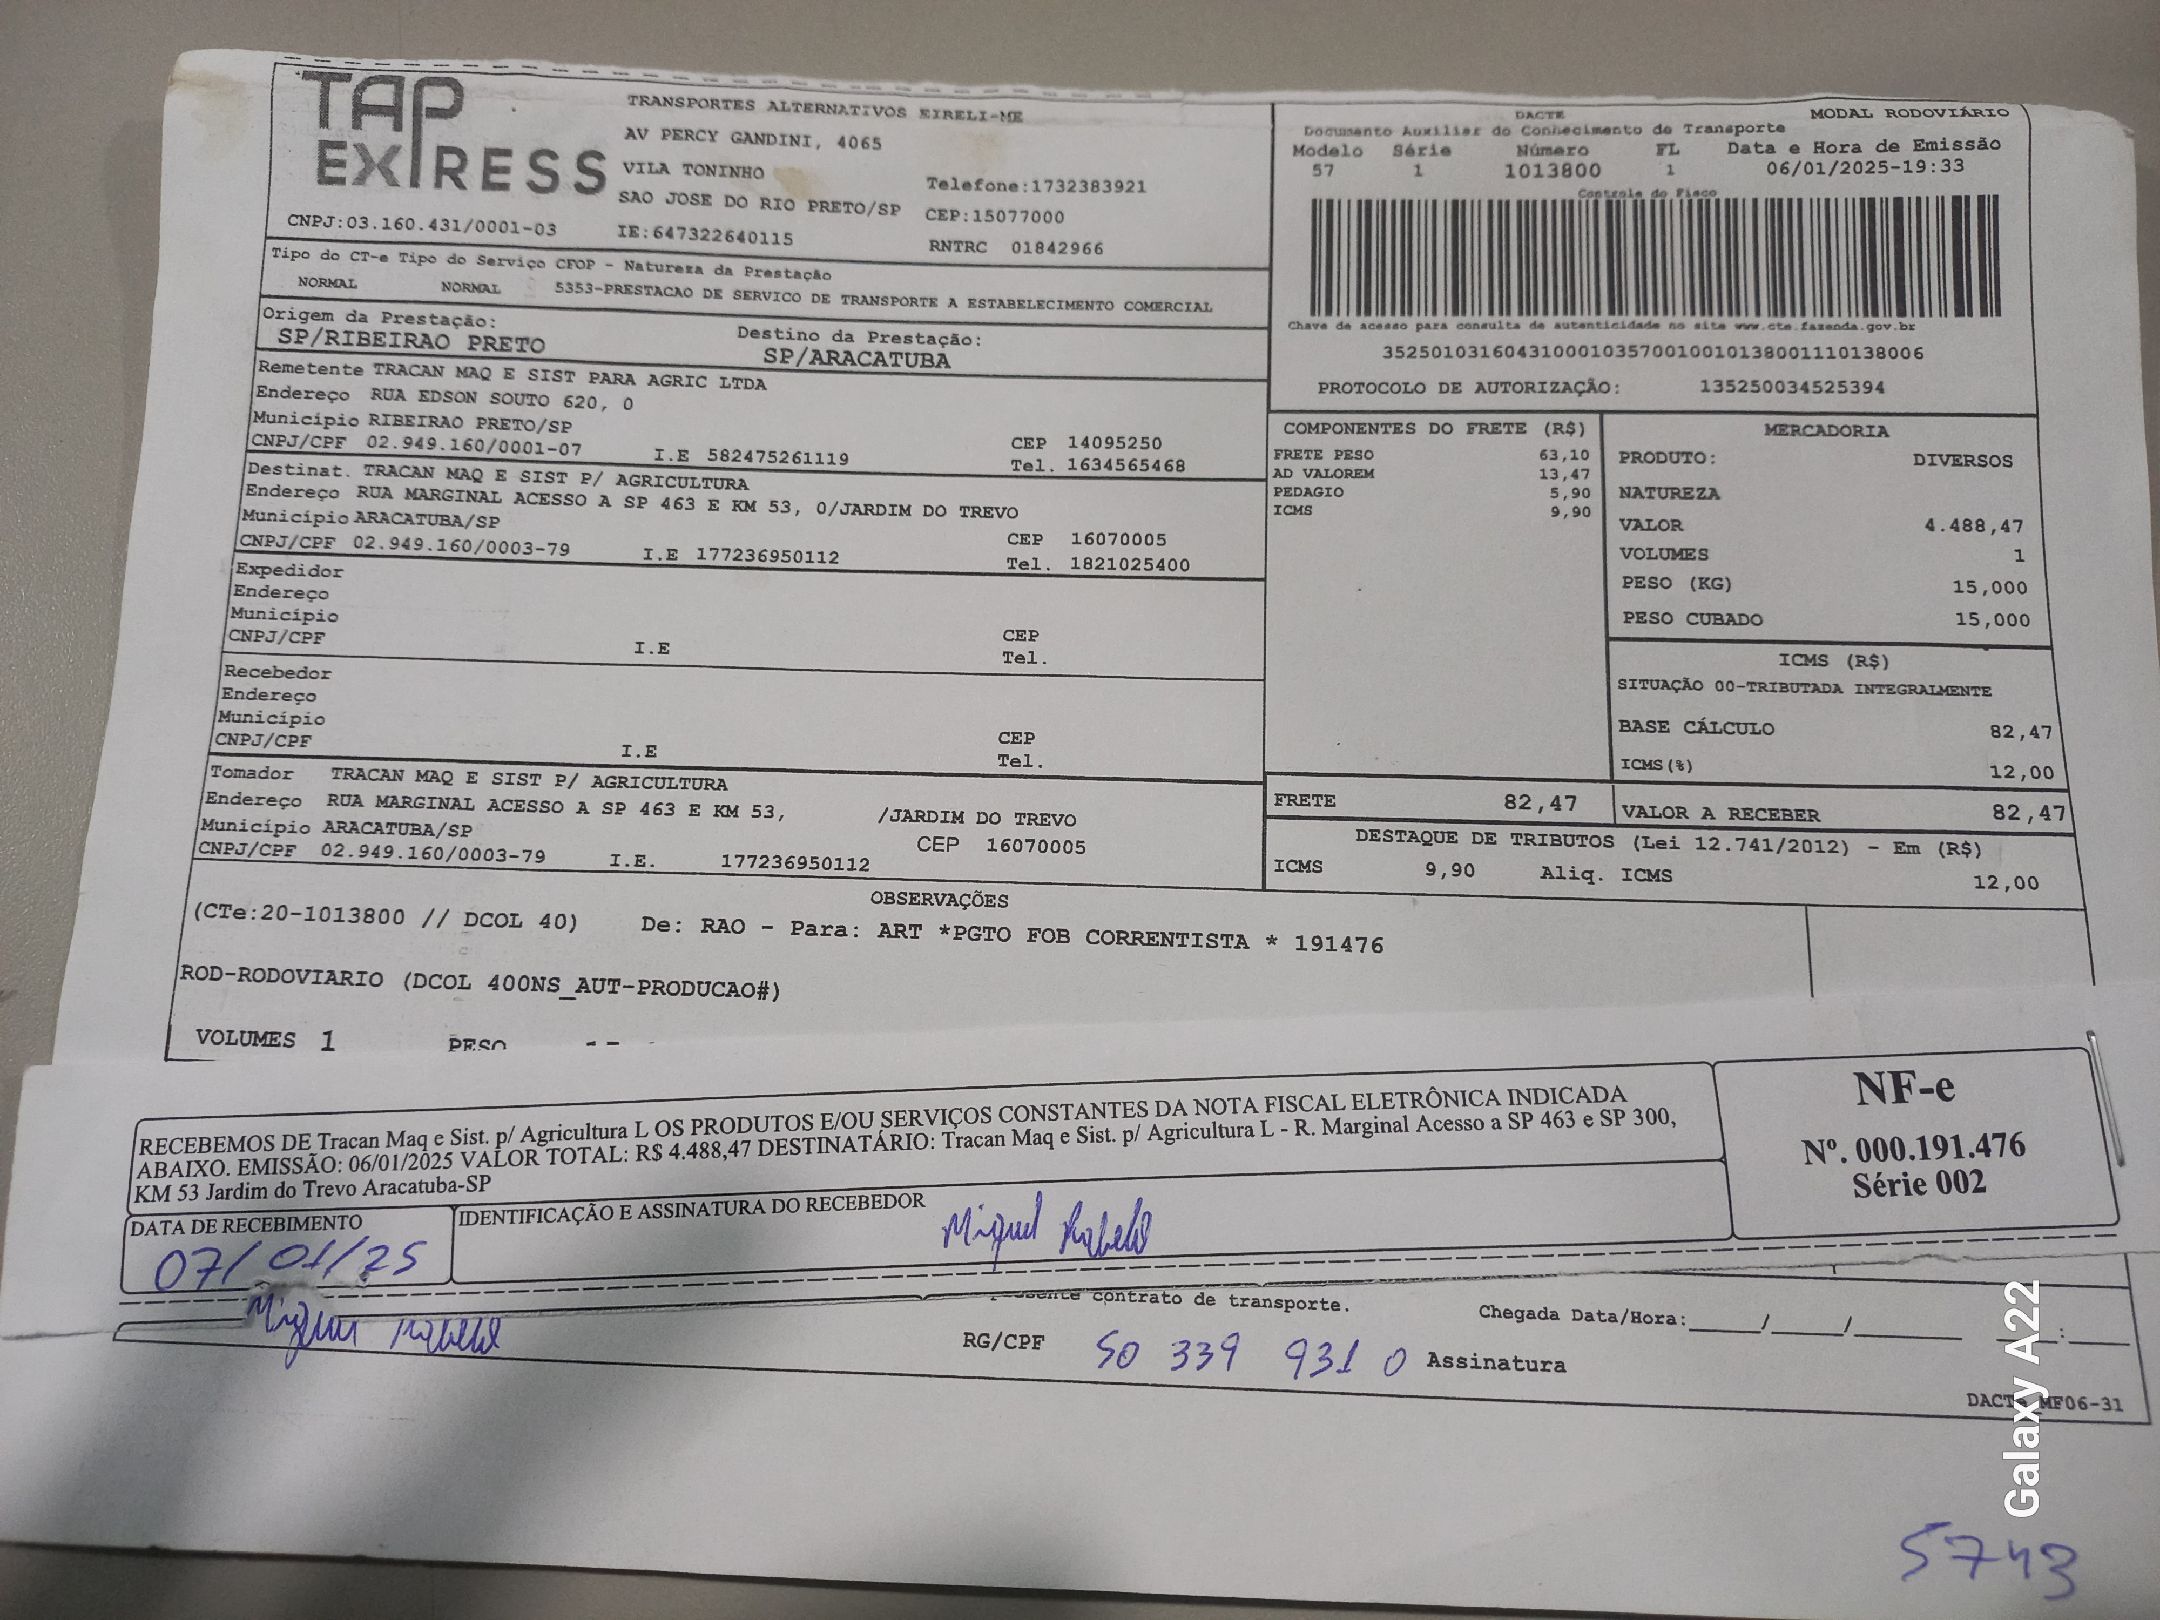 TAP EXPRESS
TRANSPORTES ALTERNATIVOS EIRELI-ME
AV PERCY GANDINI, 4065
VILA TONINHO
Telefone:1732383921
SAO JOSE DO RIO PRETO/SP CEP:15077000
CNPJ:03.160.431/0001-03 IE:647322640115 RNTRC 01842966
DACTE MODAL RODOVIÁRIO
Documento Auxiliar do Conhecimento de Transporte
Modelo Série Número FL Data e Hora de Emissão
57 1 1013800 1 06/01/2025-19:33
Controle do Fisco
Chave de acesso para consulta de autenticidade no site www.cte.fazenda.gov.br
35250103160431000103570010010138001110138006
PROTOCOLO DE AUTORIZAÇÃO: 135250034525394
Tipo do CT-e Tipo do Serviço CFOP - Natureza da Prestação
NORMAL NORMAL 5353-PRESTACAO DE SERVICO DE TRANSPORTE A ESTABELECIMENTO COMERCIAL
Origem da Prestação: Destino da Prestação:
SP/RIBEIRAO PRETO SP/ARACATUBA
Remetente TRACAN MAQ E SIST PARA AGRIC LTDA
Endereço RUA EDSON SOUTO 620, 0
Município RIBEIRAO PRETO/SP CEP 14095250
CNPJ/CPF 02.949.160/0001-07 I.E 582475261119 Tel. 1634565468
Destinat. TRACAN MAQ E SIST P/ AGRICULTURA
Endereço RUA MARGINAL ACESSO A SP 463 E KM 53, 0/JARDIM DO TREVO
Município ARACATUBA/SP CEP 16070005
CNPJ/CPF 02.949.160/0003-79 I.E 177236950112 Tel. 1821025400
Expedidor
Endereço
Município CEP
CNPJ/CPF I.E Tel.
Recebedor
Endereço
Município CEP
CNPJ/CPF I.E Tel.
Tomador TRACAN MAQ E SIST P/ AGRICULTURA
Endereço RUA MARGINAL ACESSO A SP 463 E KM 53, /JARDIM DO TREVO
Município ARACATUBA/SP CEP 16070005
CNPJ/CPF 02.949.160/0003-79 I.E. 177236950112
COMPONENTES DO FRETE (R$)
FRETE PESO 63,10
AD VALOREM 13,47
PEDAGIO 5,90
ICMS 9,90
MERCADORIA
PRODUTO: DIVERSOS
NATUREZA
VALOR 4.488,47
VOLUMES 1
PESO (KG) 15,000
PESO CUBADO 15,000
ICMS (R$)
SITUAÇÃO 00-TRIBUTADA INTEGRALMENTE
BASE CÁLCULO 82,47
ICMS(%) 12,00
FRETE 82,47 VALOR A RECEBER 82,47
DESTAQUE DE TRIBUTOS (Lei 12.741/2012) - Em (R$)
ICMS 9,90 Aliq. ICMS 12,00
OBSERVAÇÕES
(CTe:20-1013800 // DCOL 40) De: RAO - Para: ART *PGTO FOB CORRENTISTA * 191476
ROD-RODOVIARIO (DCOL 400NS_AUT-PRODUCAO#)
VOLUMES 1 PESO
RECEBEMOS DE Tracan Maq e Sist. p/ Agricultura L OS PRODUTOS E/OU SERVIÇOS CONSTANTES DA NOTA FISCAL ELETRÔNICA INDICADA
ABAIXO. EMISSÃO: 06/01/2025 VALOR TOTAL: R$ 4.488,47 DESTINATÁRIO: Tracan Maq e Sist. p/ Agricultura L - R. Marginal Acesso a SP 463 e SP 300,
KM 53 Jardim do Trevo Aracatuba-SP
NF-e
Nº. 000.191.476
Série 002
DATA DE RECEBIMENTO IDENTIFICAÇÃO E ASSINATURA DO RECEBEDOR
07/01/25 Miguel Rabelo
contrato de transporte.
Chegada Data/Hora:____/____/____ __:__
Miguel Rabelo RG/CPF 50 339 931 0 Assinatura
DACTe_MF06-31
Galaxy A22
5743